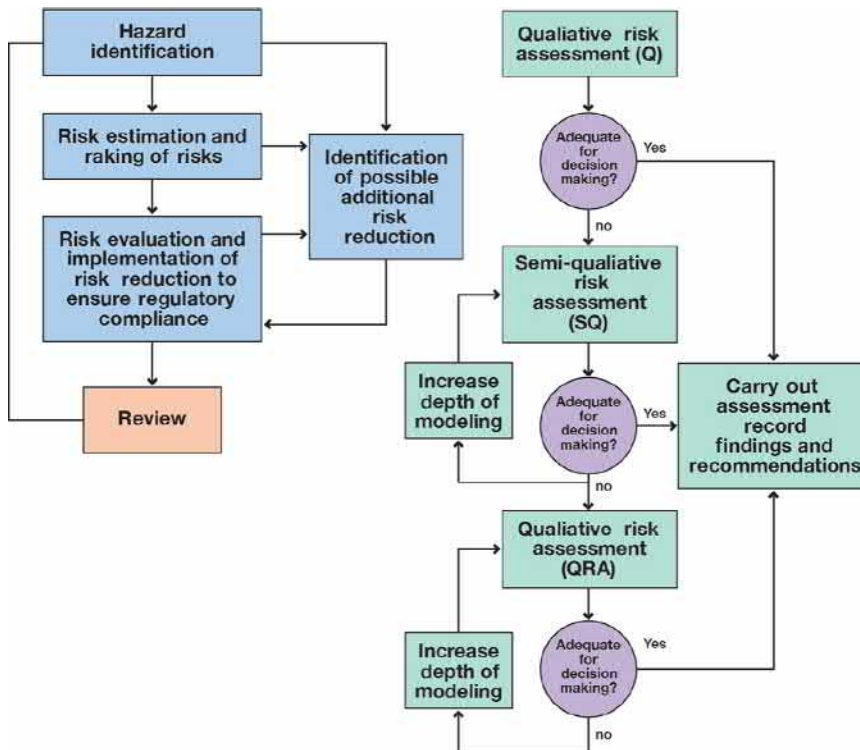 Hazard
identification
Risk estimation and
raking of risks
Identification
of possible
additional
risk
reduction
Risk evaluation and
implementation of
risk reduction to
ensure regulatory
compliance
Review
Qualiative risk
assessment (Q)
Adequate
for
decision
making?
Yes
no
Semi-qualiative
risk
assessment
(SQ)
Increase
depth of
modeling
Adequate
for
decision
making?
Yes
no
Carry out
assessment
record
findings and
recommendations
Qualiative risk
assessment
(QRA)
Increase
depth of
modeling
Adequate
for
decision
making?
Yes
no